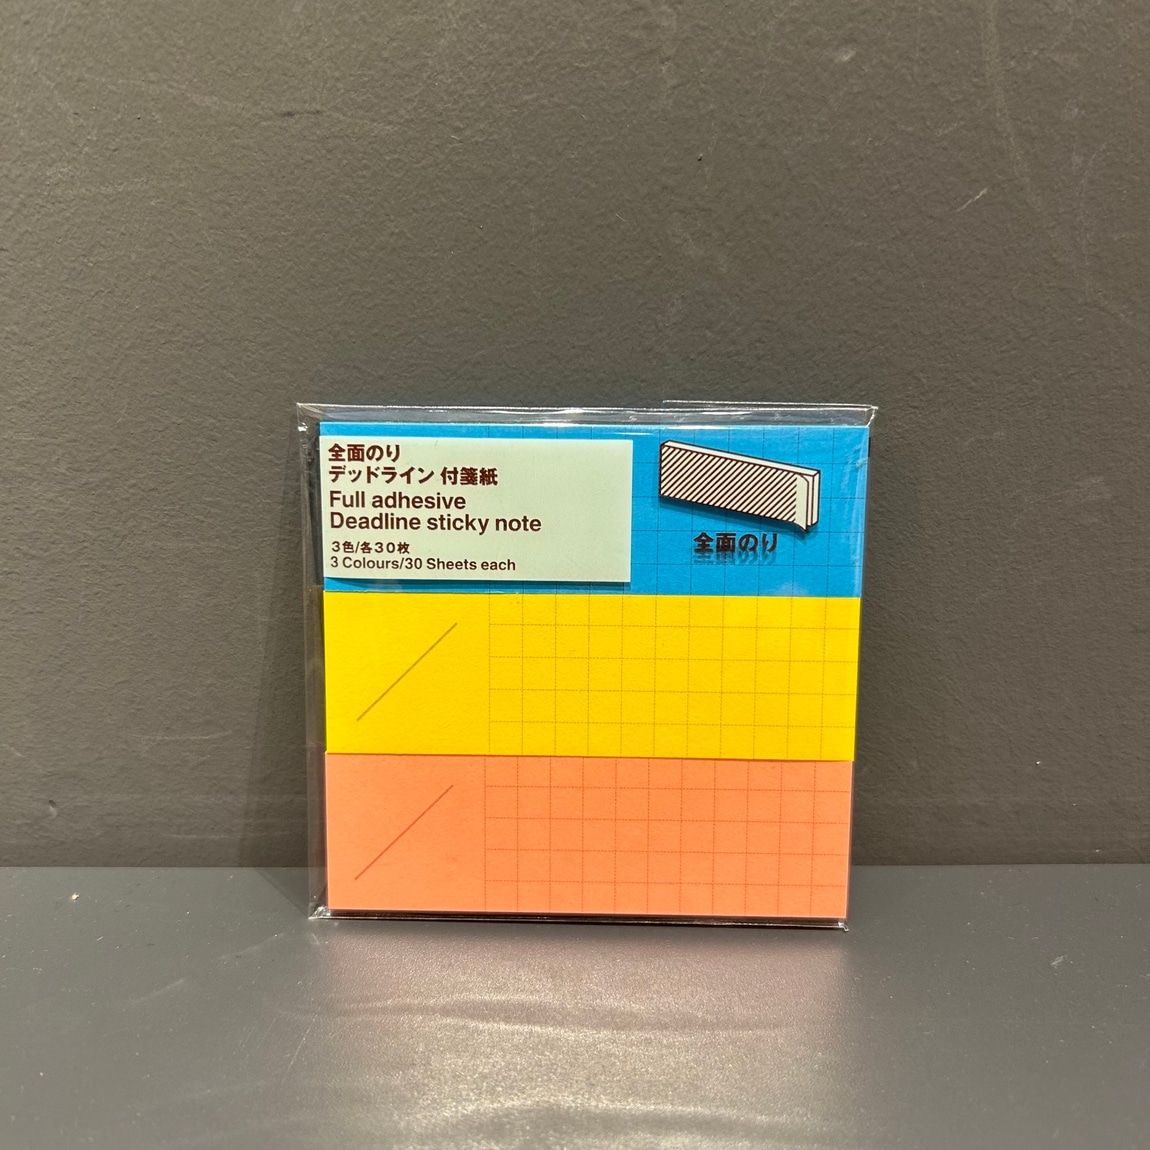 全面のり
デッドライン 付箋紙
Full adhesive
Deadline sticky note
3色/各30枚
3 Colours/30 Sheets each
全面のり